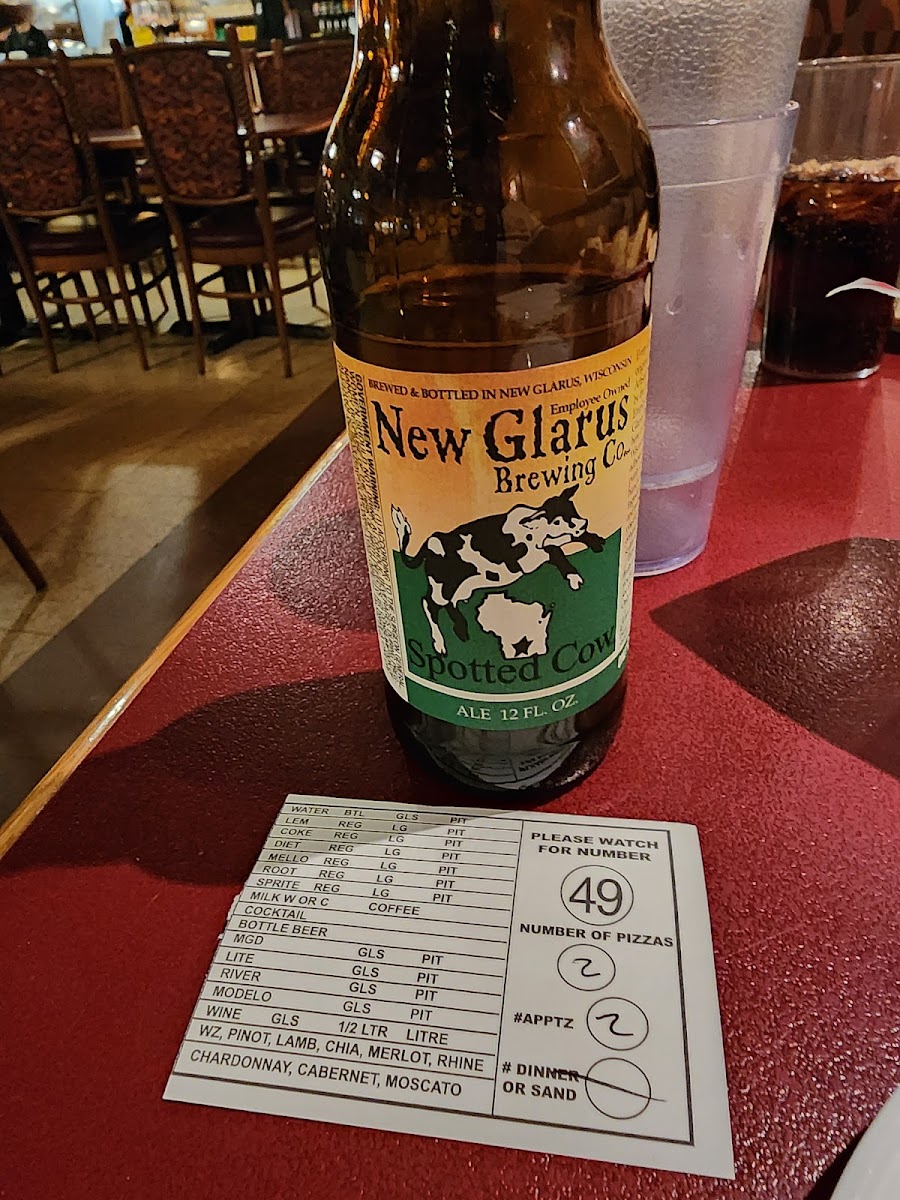 BREWED & BOTTLED IN NEW GLARUS, WISCONSIN
Employee Owned
New Glarus
Brewing Co.
Spotted Cow
ALE 12 FL. OZ.
GOVERNMENT WARNING:
WATER BTL GLS PIT
LEM REG LG PIT
COKE REG LG PIT
DIET REG LG PIT
MELLO REG LG PIT
ROOT REG LG PIT
SPRITE REG LG PIT
MILK W OR C COFFEE
COCKTAIL
BOTTLE BEER
MGD GLS PIT
LITE GLS PIT
RIVER GLS PIT
MODELO GLS PIT
WINE GLS 1/2 LTR LITRE
WZ, PINOT, LAMB, CHIA, MERLOT, RHINE
CHARDONNAY, CABERNET, MOSCATO
PLEASE WATCH
FOR NUMBER
49
NUMBER OF PIZZAS
2
#APPTZ 2
# DINNER
OR SAND